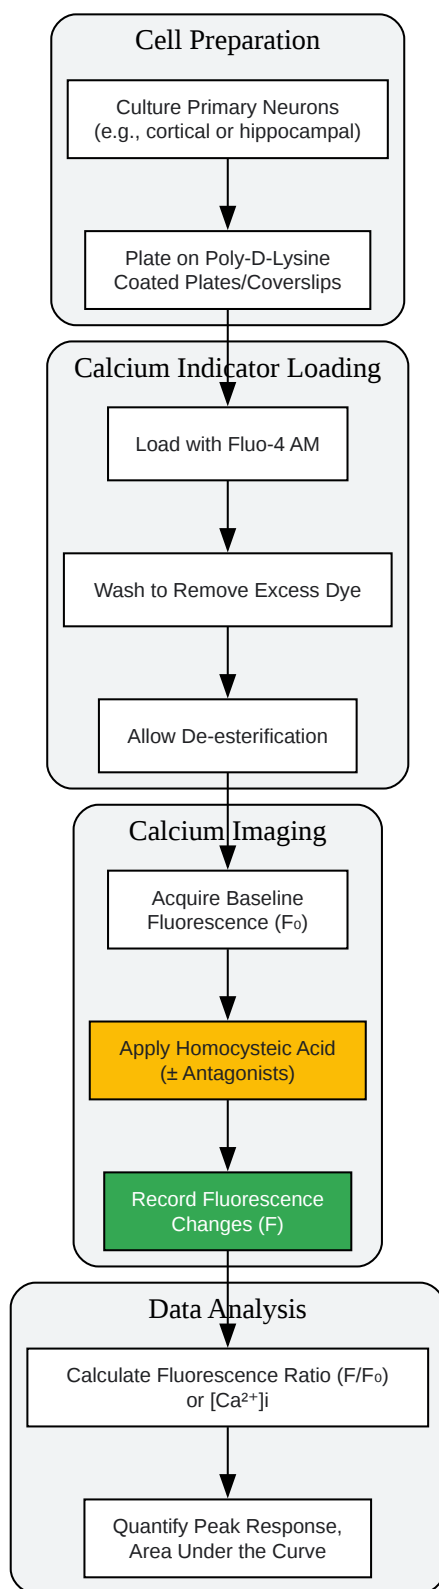 Cell Preparation
Culture Primary Neurons
(e.g., cortical or hippocampal)
Plate on Poly-D-Lysine
Coated Plates/Coverslips
Calcium Indicator Loading
Load with Fluo-4 AM
Wash to Remove Excess Dye
Allow De-esterification
Calcium Imaging
Acquire Baseline
Fluorescence (F₀)
Apply Homocysteic Acid
(± Antagonists)
Record Fluorescence
Changes (F)
Data Analysis
Calculate Fluorescence Ratio (F/F₀)
or [Ca²⁺]i
Quantify Peak Response,
Area Under the Curve